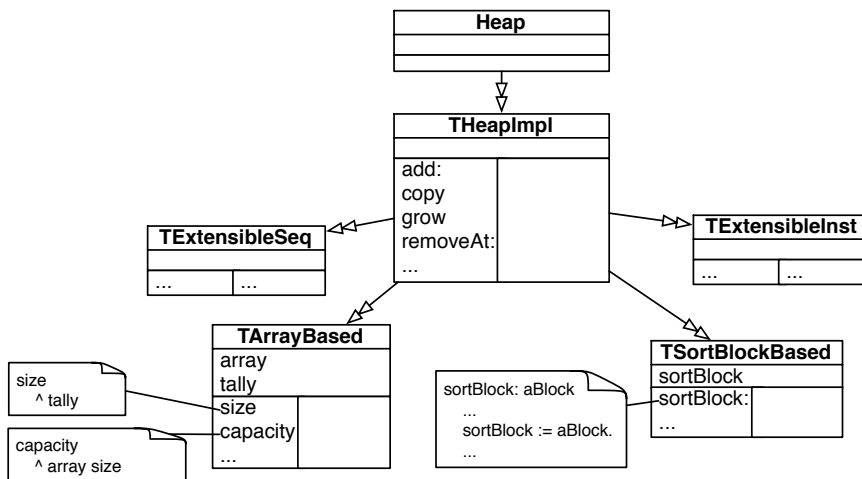 Heap
THeapImpl
add:
copy
grow
removeAt:
...
TExtensibleSeq
... ...
TExtensibleInst
... ...
TArrayBased
array
tally
size
capacity
...
size
^ tally
capacity
^ array size
TSortBlockBased
sortBlock
sortBlock:
...
sortBlock: aBlock
...
sortBlock := aBlock.
...